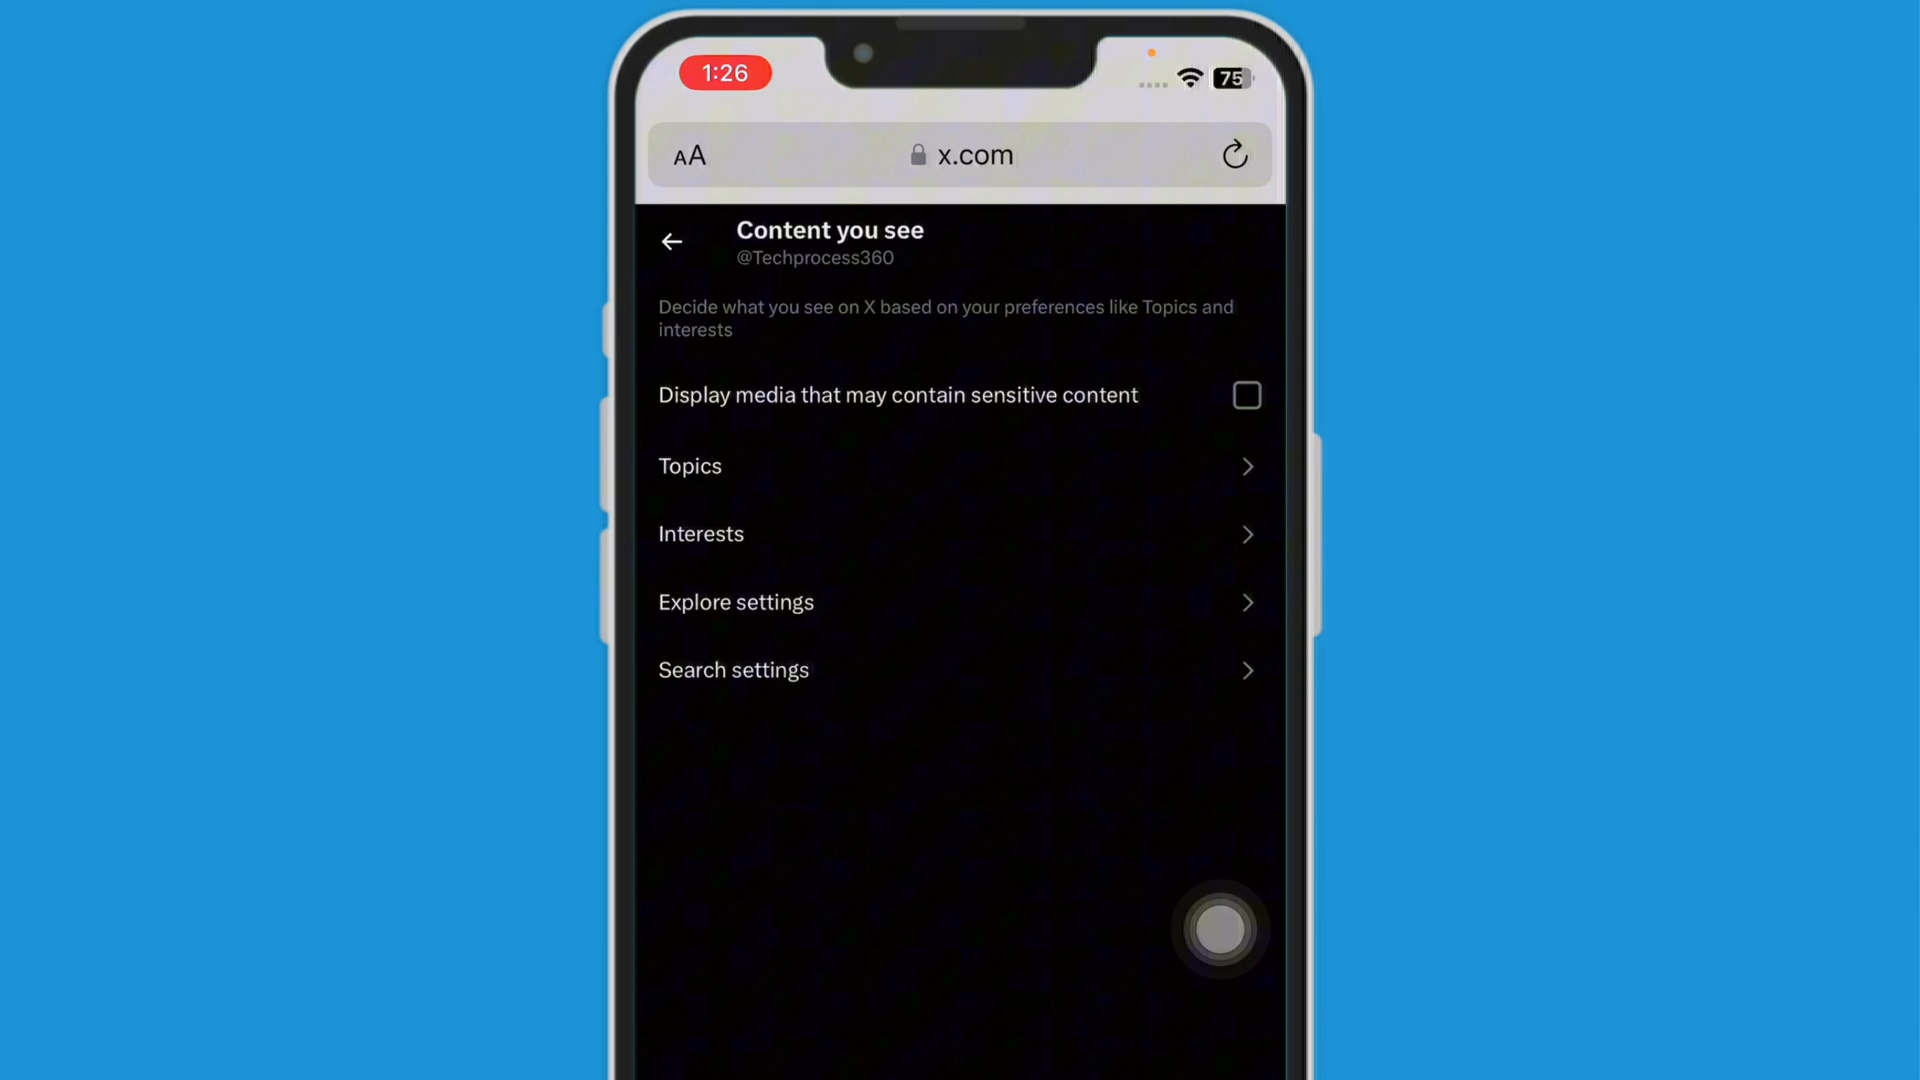 1:26
75
AA
x.com
Content you see
@Techprocess360
Decide what you see on X based on your preferences like Topics and
interests
Display media that may contain sensitive content
Topics
Interests
Explore settings
Search settings